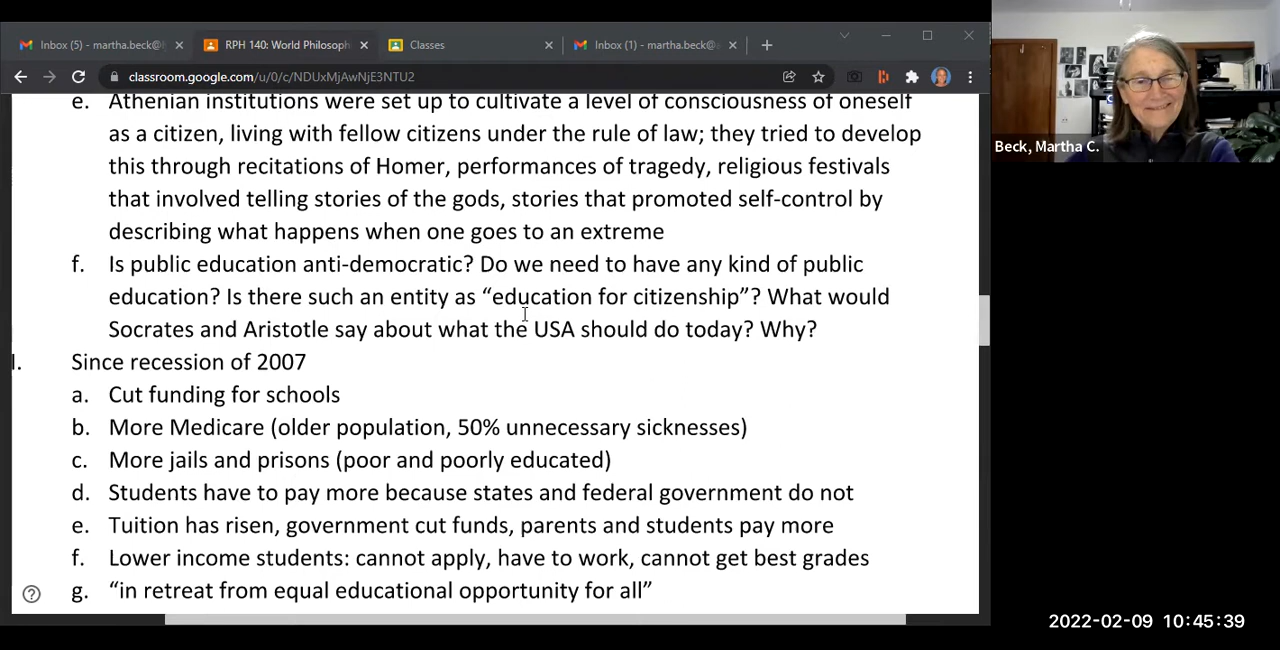 Inbox (5) - martha.beck@
RPH 140: World Philosoph
Classes
Inbox (1) - martha.beck@
classroom.google.com/u/0/c/NDUxMjAwNjE3NTU2
Beck, Martha C.
e. Athenian institutions were set up to cultivate a level of consciousness of oneself
as a citizen, living with fellow citizens under the rule of law; they tried to develop
this through recitations of Homer, performances of tragedy, religious festivals
that involved telling stories of the gods, stories that promoted self-control by
describing what happens when one goes to an extreme
f. Is public education anti-democratic? Do we need to have any kind of public
education? Is there such an entity as “education for citizenship”? What would
Socrates and Aristotle say about what the USA should do today? Why?
I. Since recession of 2007
a. Cut funding for schools
b. More Medicare (older population, 50% unnecessary sicknesses)
c. More jails and prisons (poor and poorly educated)
d. Students have to pay more because states and federal government do not
e. Tuition has risen, government cut funds, parents and students pay more
f. Lower income students: cannot apply, have to work, cannot get best grades
g. “in retreat from equal educational opportunity for all”
2022-02-09 10:45:39